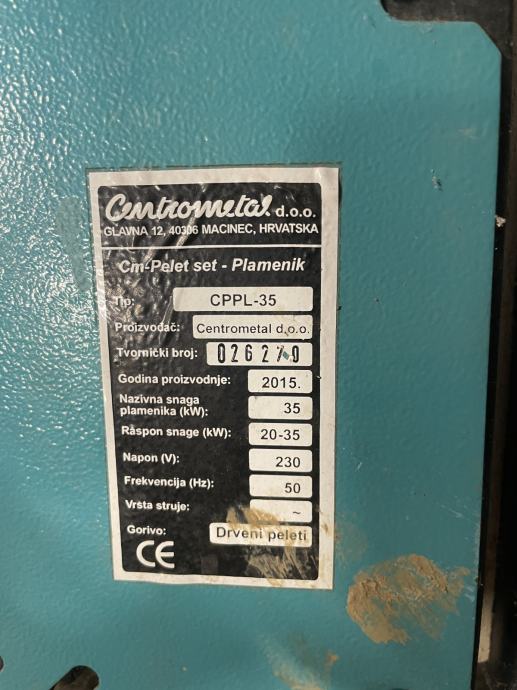 Centrometal d.o.o.
GLAVNA 12, 40306 MACINEC, HRVATSKA
Cm-Pelet set - Plamenik
Tip: CPPL-35
Proizvođač: Centrometal d.o.o.
Tvornički broj: 026270
Godina proizvodnje: 2015.
Nazivna snaga
plamenika (kW): 35
Raspon snage (kW): 20-35
Napon (V): 230
Frekvencija (Hz): 50
Vršta struje: ~
Gorivo: Drveni peleti
CE